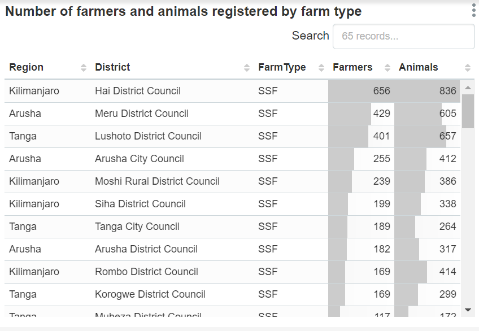 Number of farmers and animals registered by farm type
Search 65 records...
Region District FarmType Farmers Animals
Kilimanjaro Hai District Council SSF 656 836
Arusha Meru District Council SSF 429 605
Tanga Lushoto District Council SSF 401 657
Arusha Arusha City Council SSF 255 412
Kilimanjaro Moshi Rural District Council SSF 239 386
Kilimanjaro Siha District Council SSF 199 338
Tanga Tanga City Council SSF 189 264
Arusha Arusha District Council SSF 182 317
Kilimanjaro Rombo District Council SSF 169 414
Tanga Korogwe District Council SSF 169 299
Tanga Muheza District Council SSF 117 172